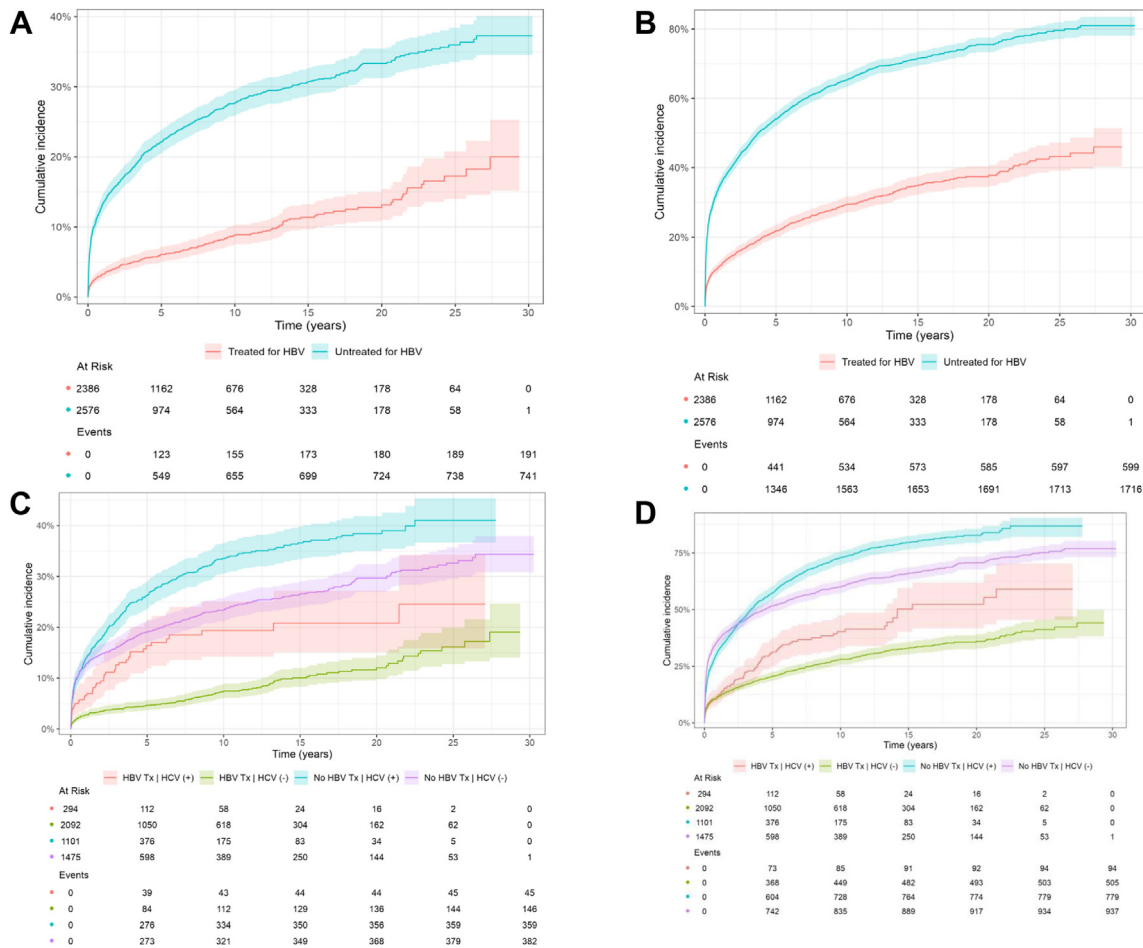 A
40%
30%
20%
10%
0%
Cumulative incidence
0 5 10 15 20 25 30
Time (years)
Treated for HBV Untreated for HBV
At Risk
2386 1162 676 328 178 64 0
2576 974 564 333 178 58 1
Events
0 123 155 173 180 189 191
0 549 655 699 724 738 741
B
80%
60%
40%
20%
0%
Cumulative incidence
0 5 10 15 20 25 30
Time (years)
Treated for HBV Untreated for HBV
At Risk
2386 1162 676 328 178 64 0
2576 974 564 333 178 58 1
Events
0 441 534 573 585 597 599
0 1346 1563 1653 1691 1713 1716
C
40%
30%
20%
10%
0%
Cumulative incidence
0 5 10 15 20 25 30
Time (years)
HBV Tx | HCV (+) HBV Tx | HCV (-) No HBV Tx | HCV (+) No HBV Tx | HCV (-)
At Risk
294 112 58 24 16 2 0
2092 1050 618 304 162 62 0
1101 376 175 83 34 5 0
1475 598 389 250 144 53 1
Events
0 39 43 44 44 45 45
0 84 112 129 136 144 146
0 276 334 350 356 359 359
0 273 321 349 368 379 382
D
75%
50%
25%
0%
Cumulative incidence
0 5 10 15 20 25 30
Time (years)
HBV Tx | HCV (+) HBV Tx | HCV (-) No HBV Tx | HCV (+) No HBV Tx | HCV (-)
At Risk
294 112 58 24 16 2 0
2092 1050 618 304 162 62 0
1101 376 175 83 34 5 0
1475 598 389 250 144 53 1
Events
0 73 85 91 92 94 94
0 368 449 482 493 503 505
0 604 728 764 774 779 779
0 742 835 889 917 934 937